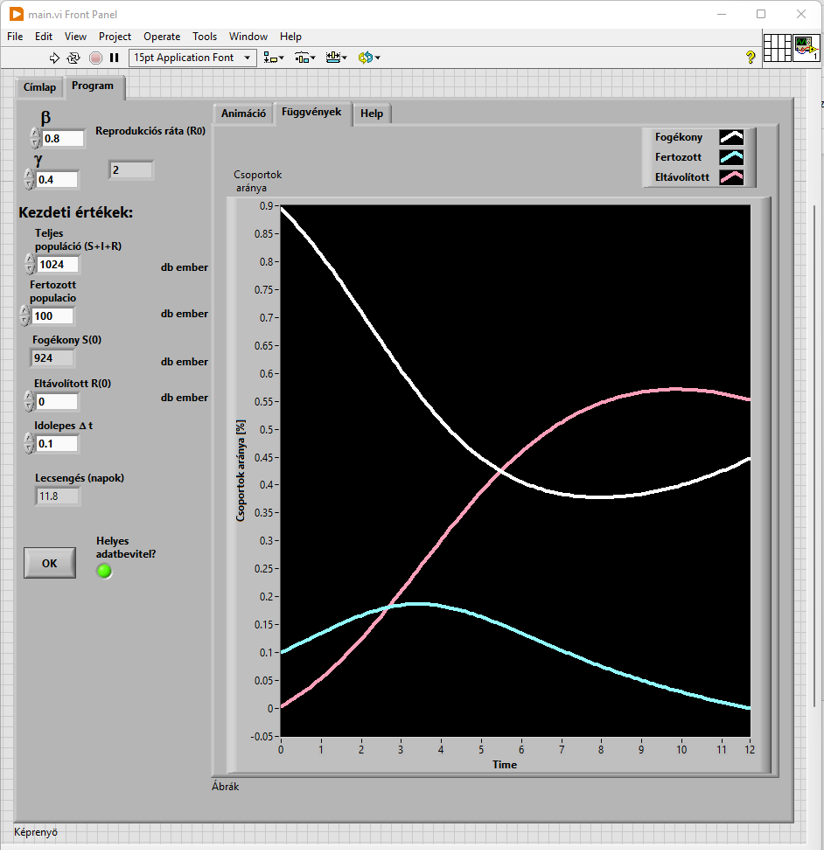 main.vi Front Panel
File Edit View Project Operate Tools Window Help
15pt Application Font
?
1
Címlap Program
β
0.8
Reprodukciós ráta (R0)
γ
0.4
2
Kezdeti értékek:
Teljes
populáció (S+I+R)
1024
db ember
Fertozott
populacio
100
db ember
Fogékony S(0)
924
db ember
Eltávolított R(0)
0
db ember
Idolepes Δ t
0.1
Lecsengés (napok)
11.8
OK
Helyes
adatbevitel?
Animáció Függvények Help
Fogékony
Fertozott
Eltávolított
Csoportok
aránya
Csoportok aránya [%]
0.9
0.85
0.8
0.75
0.7
0.65
0.6
0.55
0.5
0.45
0.4
0.35
0.3
0.25
0.2
0.15
0.1
0.05
0
-0.05
0 1 2 3 4 5 6 7 8 9 10 11 12
Time
Ábrák
Képrenyö